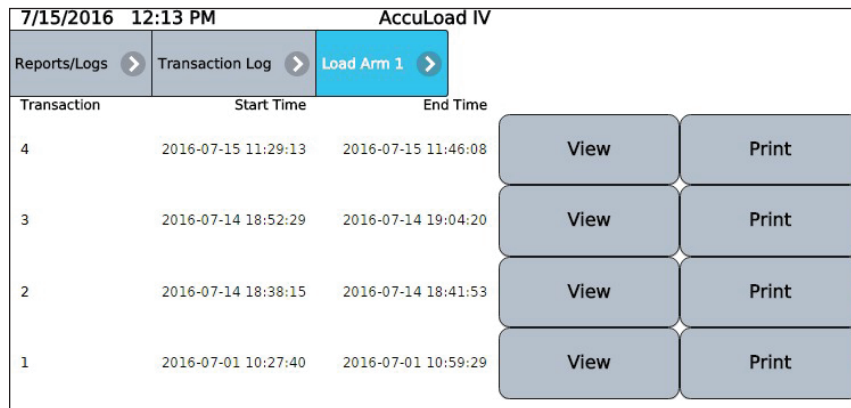 7/15/2016 12:13 PM AccuLoad IV
Reports/Logs Transaction Log Load Arm 1
Transaction Start Time End Time
4 2016-07-15 11:29:13 2016-07-15 11:46:08 View Print
3 2016-07-14 18:52:29 2016-07-14 19:04:20 View Print
2 2016-07-14 18:38:15 2016-07-14 18:41:53 View Print
1 2016-07-01 10:27:40 2016-07-01 10:59:29 View Print